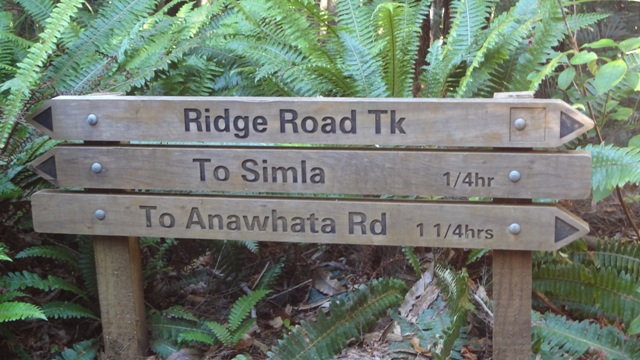 Ridge Road Tk
To Simla 1/4hr
To Anawhata Rd 1 1/4hrs